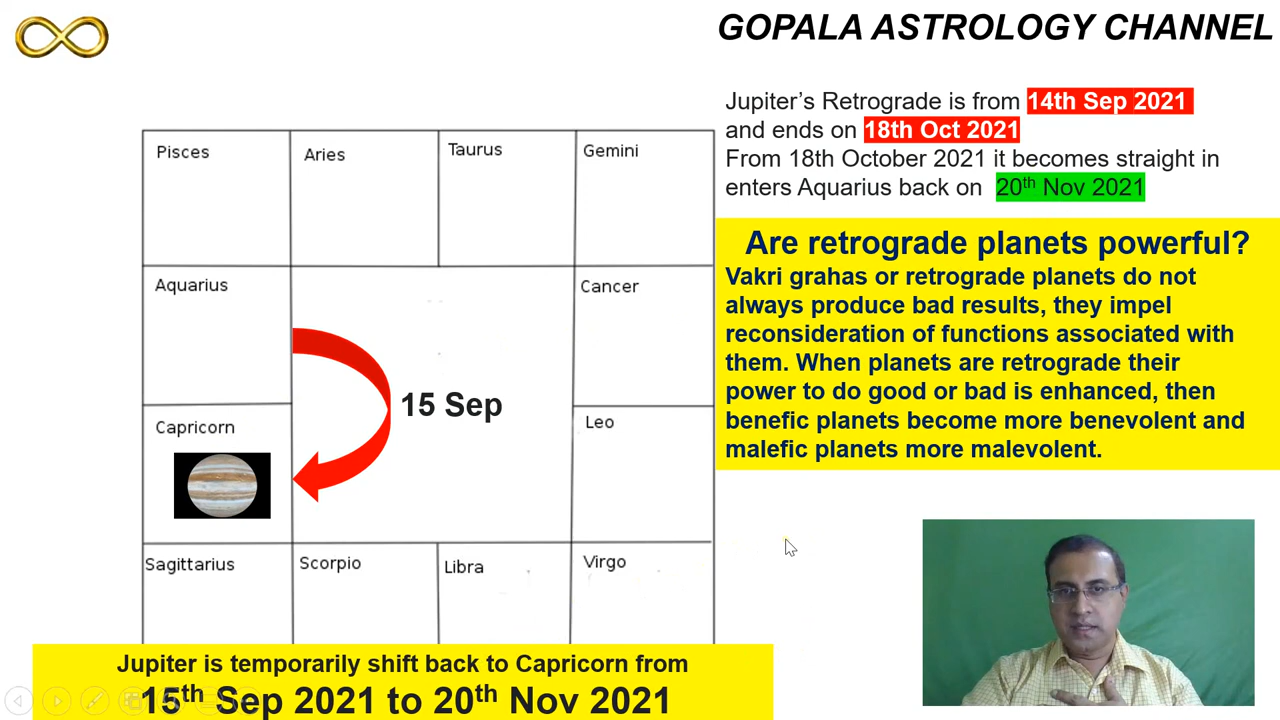 GOPALA ASTROLOGY CHANNEL
Jupiter’s Retrograde is from 14th Sep 2021
and ends on 18th Oct 2021
From 18th October 2021 it becomes straight in
enters Aquarius back on 20th Nov 2021
Are retrograde planets powerful?
Vakri grahas or retrograde planets do not
always produce bad results, they impel
reconsideration of functions associated with
them. When planets are retrograde their
power to do good or bad is enhanced, then
benefic planets become more benevolent and
malefic planets more malevolent.
Pisces
Aries
Taurus
Gemini
Aquarius
Cancer
15 Sep
Capricorn
Leo
Sagittarius
Scorpio
Libra
Virgo
Jupiter is temporarily shift back to Capricorn from
15th Sep 2021 to 20th Nov 2021